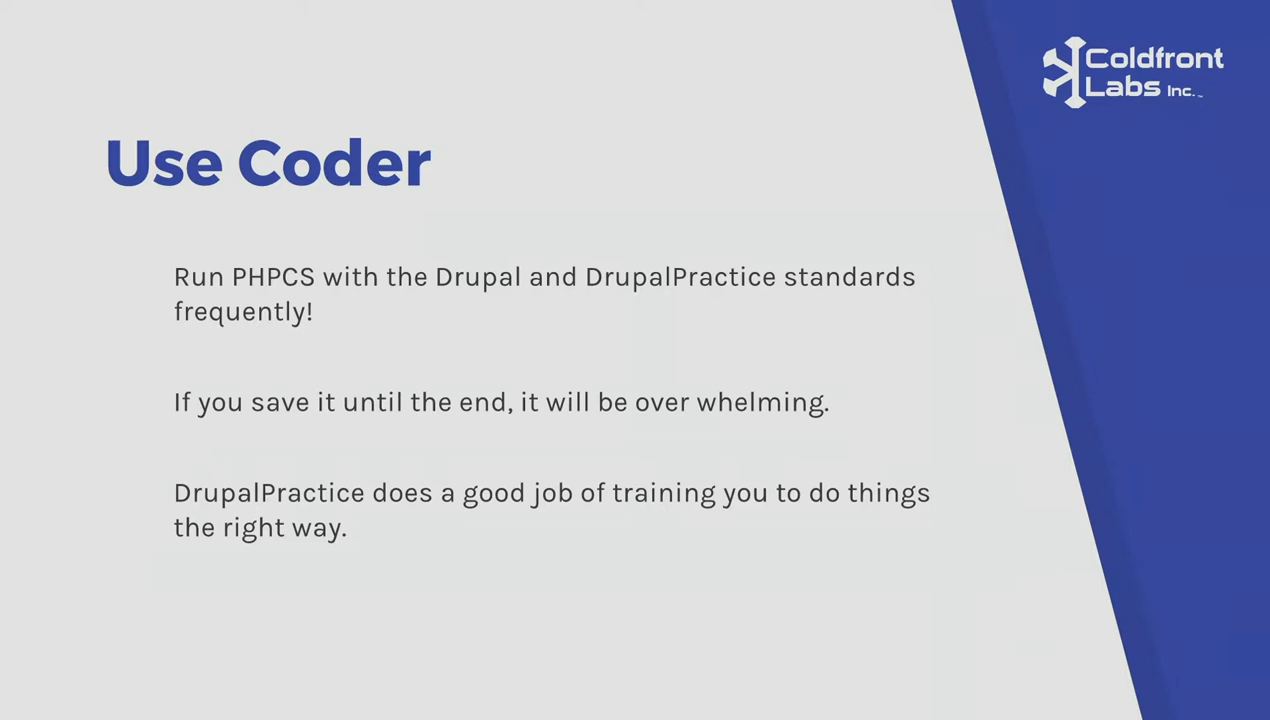 Coldfront
Labs Inc.™
Use Coder
Run PHPCS with the Drupal and DrupalPractice standards
frequently!
If you save it until the end, it will be over whelming.
DrupalPractice does a good job of training you to do things
the right way.